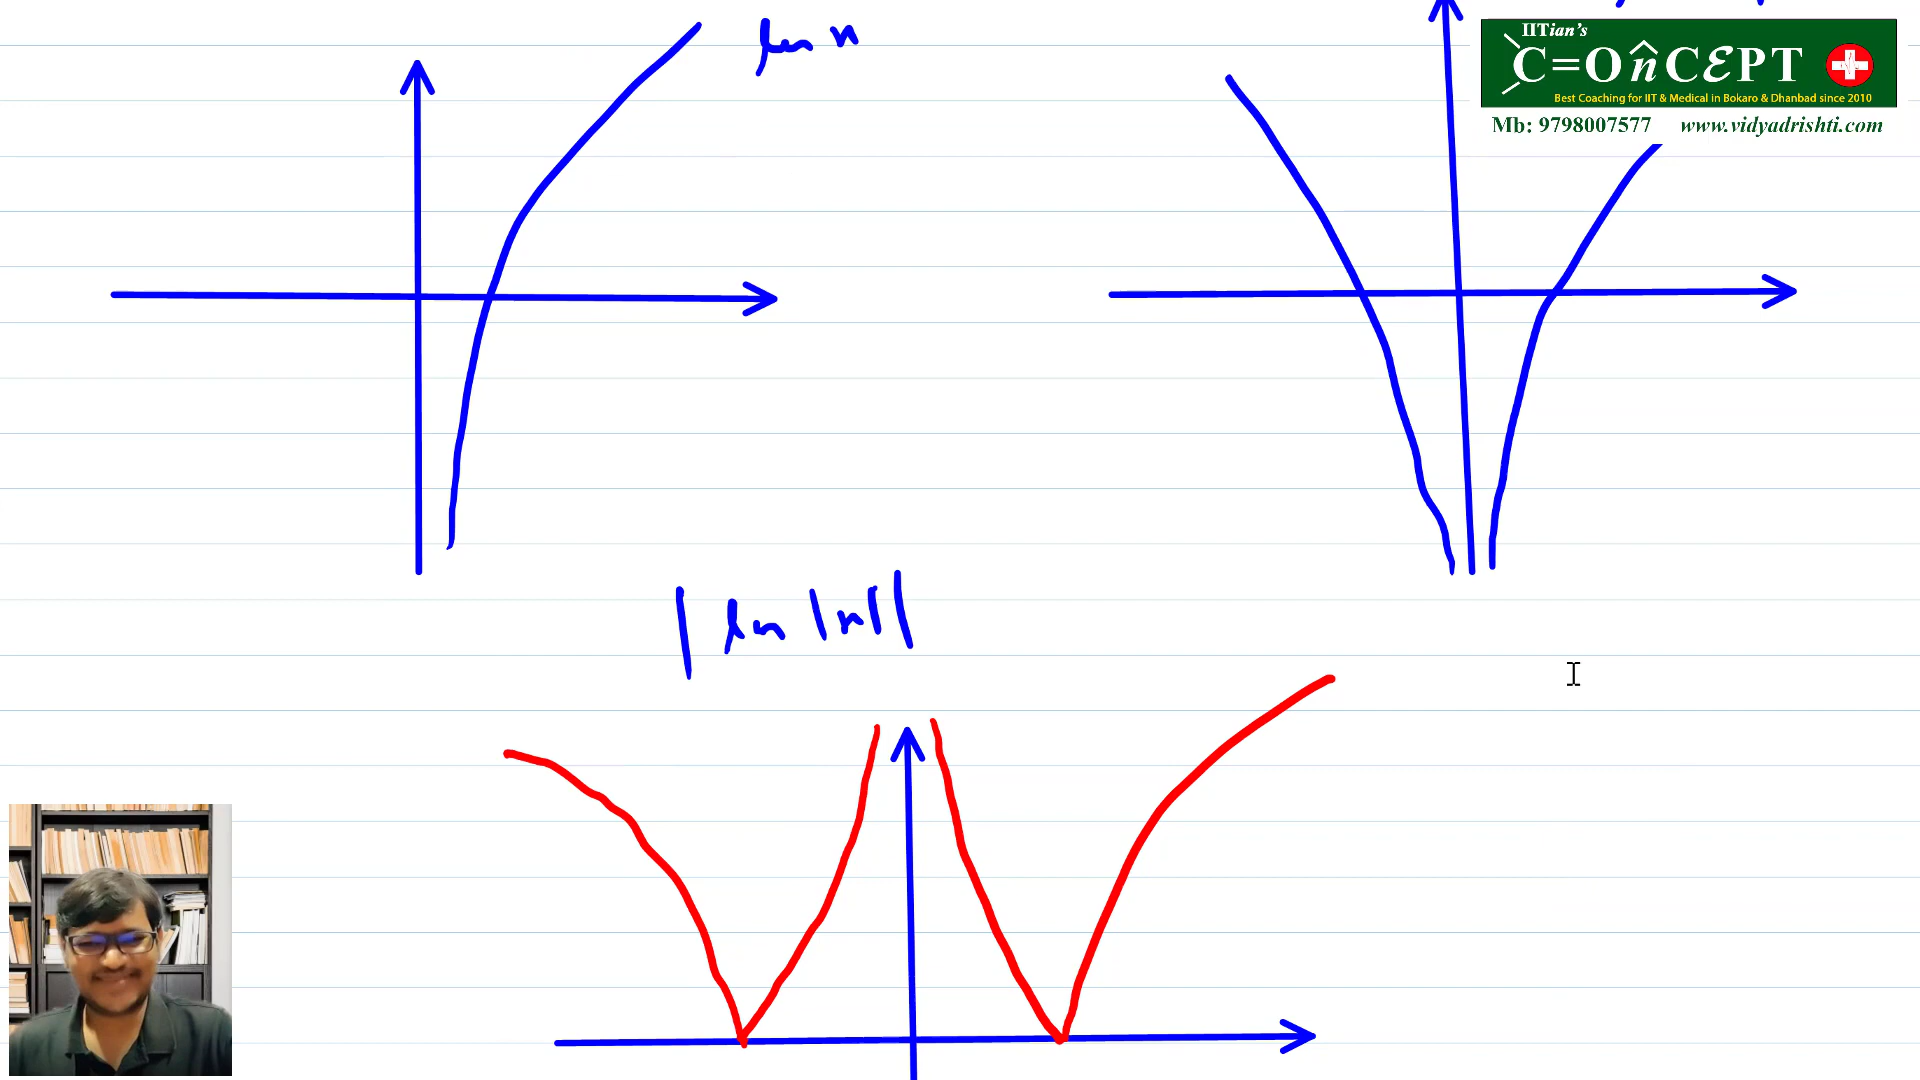 ln x
IITian's
C=OnCEPT
Best Coaching for IIT & Medical in Bokaro & Dhanbad since 2010
Mb: 9798007577 www.vidyadrishti.com
| ln |x| |